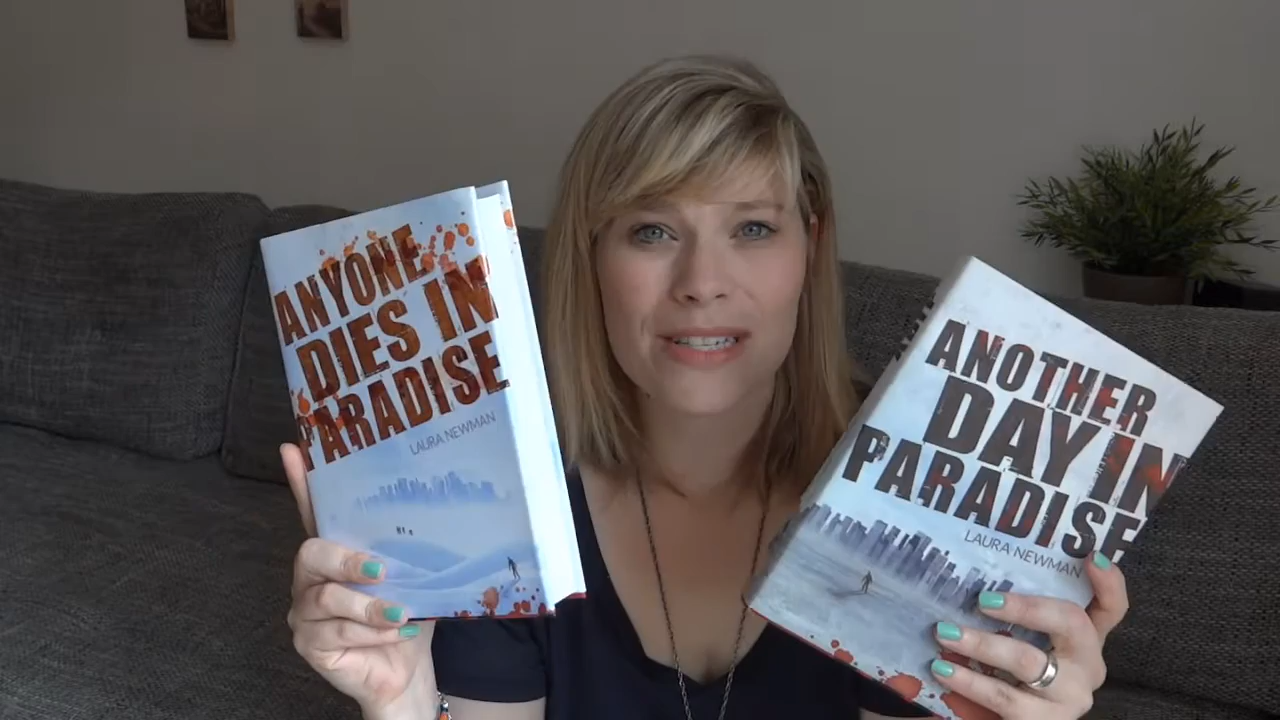 ANYONE
DIES IN
PARADISE
LAURA NEWMAN
ANOTHER
DAY IN
PARADISE
LAURA NEWMAN